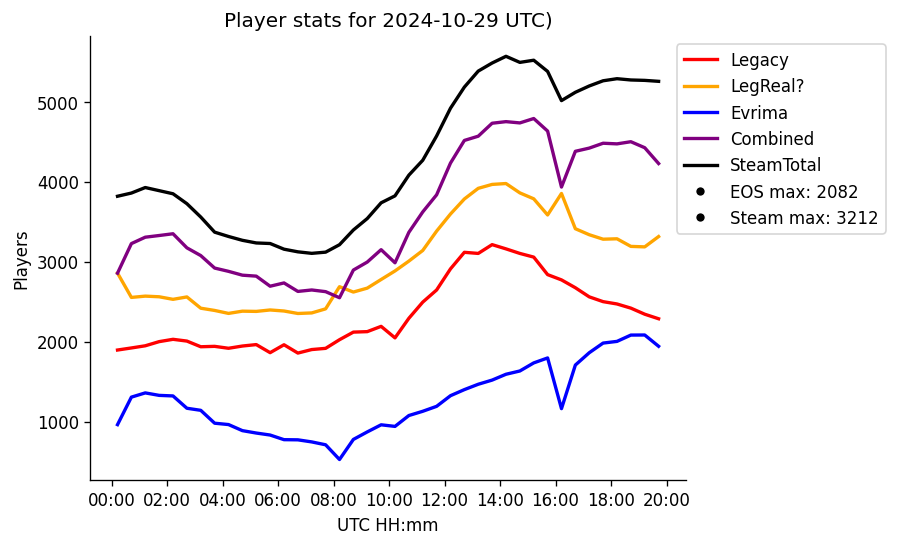 Player stats for 2024-10-29 UTC)
Legacy
LegReal?
Evrima
Combined
SteamTotal
EOS max: 2082
Steam max: 3212
Players
5000
4000
3000
2000
1000
00:00 02:00 04:00 06:00 08:00 10:00 12:00 14:00 16:00 18:00 20:00
UTC HH:mm